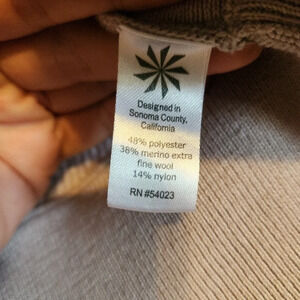 Designed in
Sonoma County,
California
48% polyester
38% merino extra
fine wool
14% nylon
RN #54023